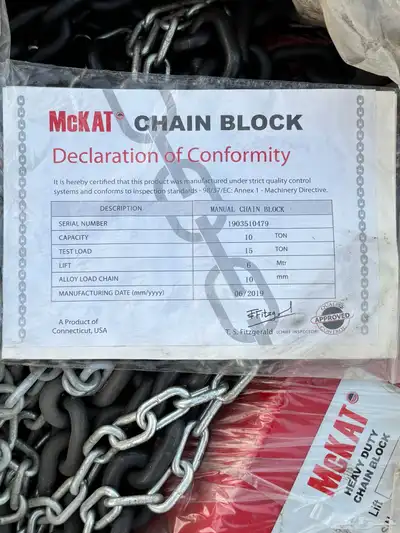 McKAT CHAIN BLOCK
Declaration of Conformity
It is hereby certified that this product was manufactured under strict quality control
systems and conforms to Inspection standards - 98/37/EC: Annex 1 - Machinery Directive.
DESCRIPTION MANUAL CHAIN BLOCK
SERIAL NUMBER 1903510479
CAPACITY 10 TON
TEST LOAD 15 TON
LIFT 6 Mtr
ALLOY LOAD CHAIN 10 mm
MANUFACTURING DATE (mm/yyyy) 06/2019
A Product of
Connecticut, USA
T. S. Fitzgerald (CHIEF INSPECTOR)
APPROVED
McKAT
HEAVY DUTY
CHAIN BLOCK
Lift